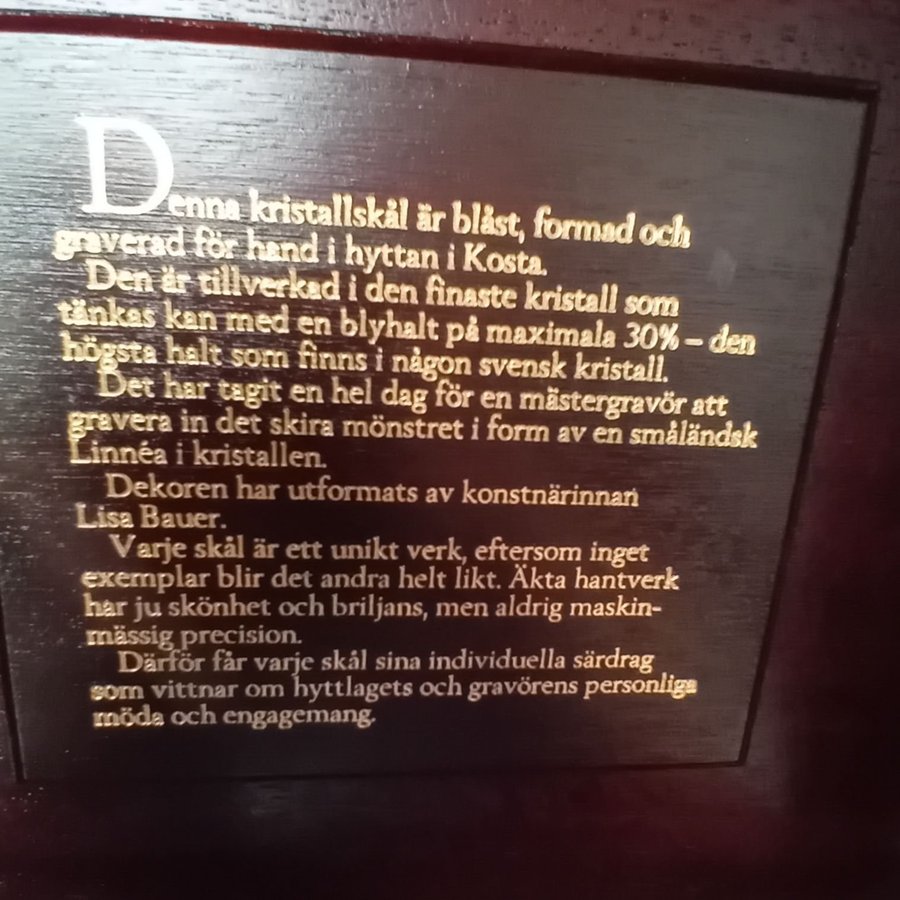 Denna kristallskål är blåst, formad och
graverad för hand i hyttan i Kosta.
Den är tillverkad i den finaste kristall som
tänkas kan med en blyhalt på maximala 30% – den
högsta halt som finns i någon svensk kristall.
Det har tagit en hel dag för en mästergravör att
gravera in det skira mönstret i form av en småländsk
Linnéa i kristallen.
Dekoren har utformats av konstnärinnan
Lisa Bauer.
Varje skål är ett unikt verk, eftersom inget
exemplar blir det andra helt likt. Äkta hantverk
har ju skönhet och briljans, men aldrig maskin-
mässig precision.
Därför får varje skål sina individuella särdrag
som vittnar om hyttlagets och gravörens personliga
möda och engagemang.